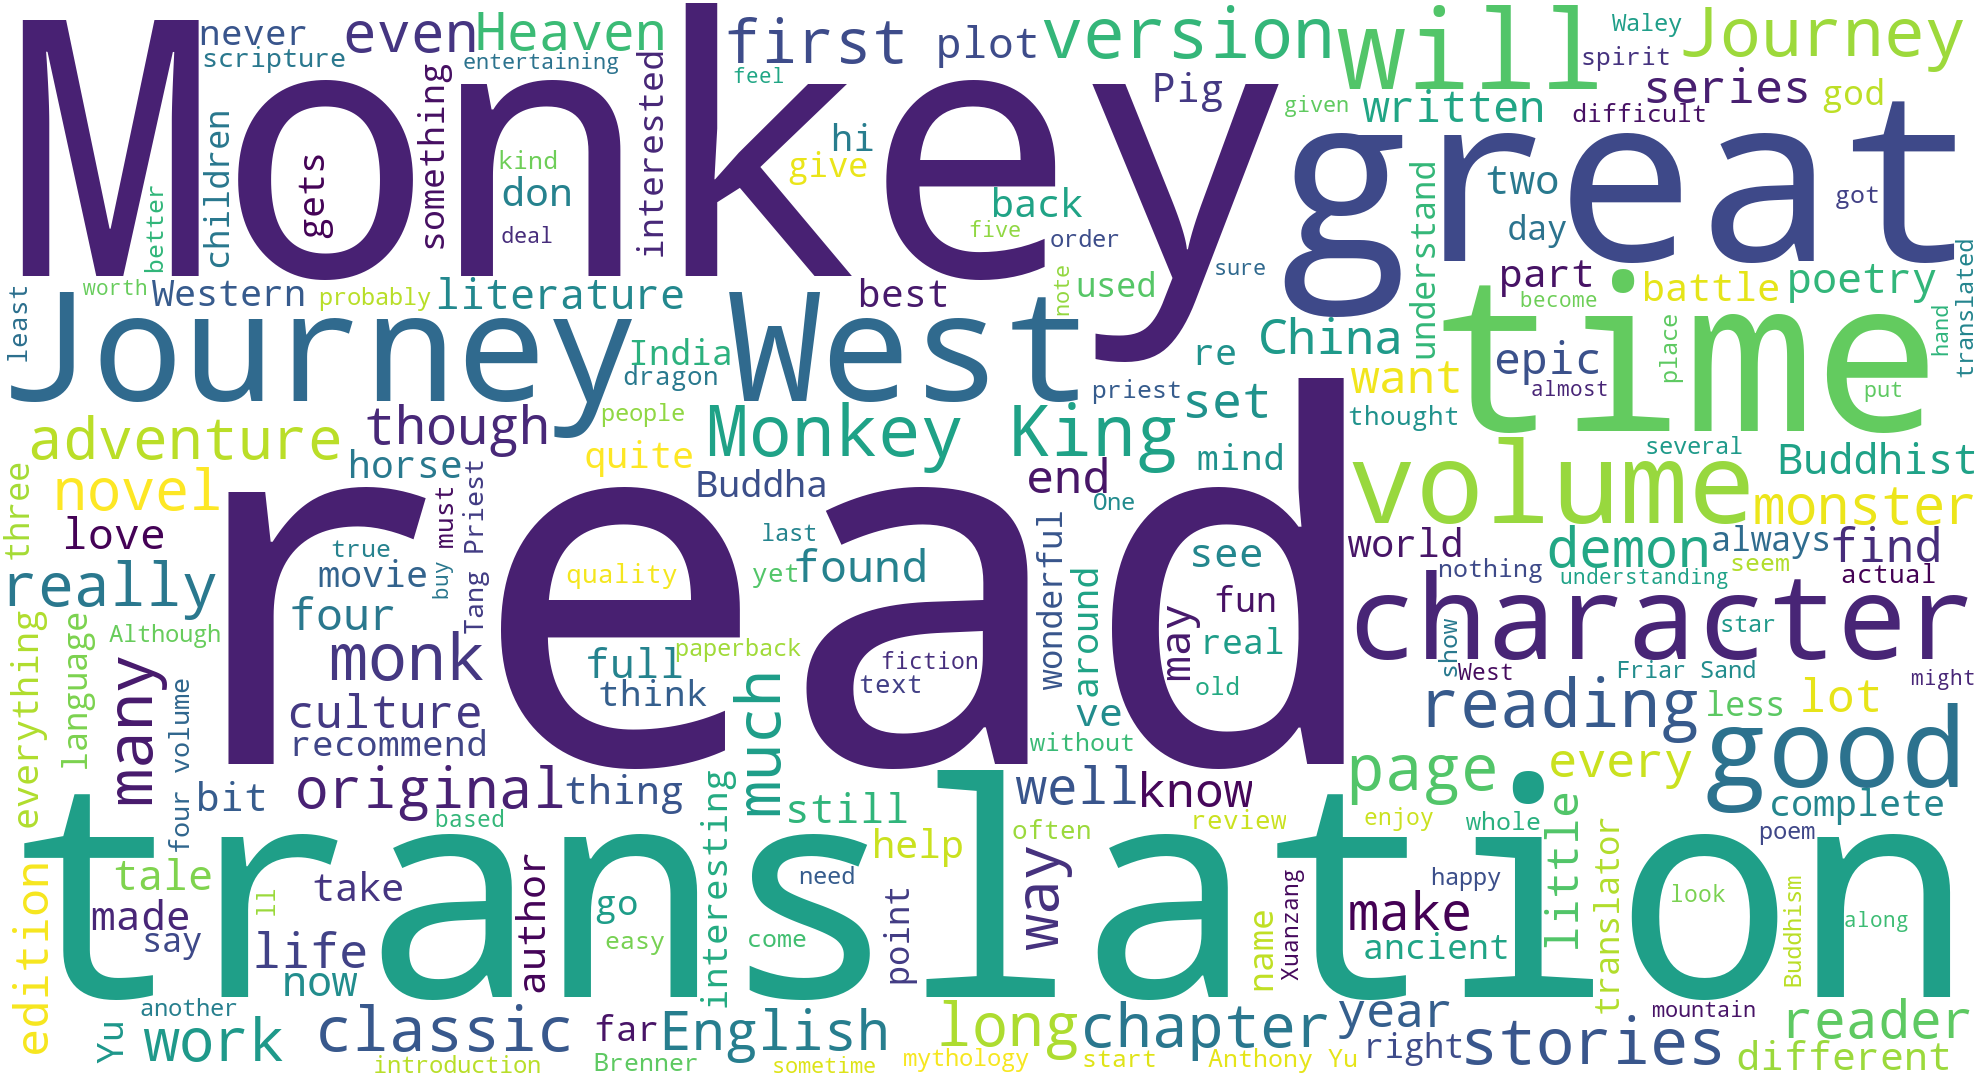 Monkey
read
translation
great
Journey West
time
never
scripture
even
Heaven
entertaining
first
feel
plot
version
will
Waley
spirit
Journey
series
god
Pig
given
written
difficult
children
gets
something
interested
kind
don
deal
hi
give
back
five
order
understand
two
day
got
better
worth
Western
probably
literature
best
note
used
sure
part
become
battle
poetry
translated
least
India
dragon
people
priest
re
set
China
want
thought
epic
almost
place
put
hand
adventure
though
horse
quite
Monkey King
Buddha
end
mind
One
volume
several
Buddhist
monster
novel
three
love
must
Tang Priest
true
movie
buy
quality
last
yet
found
wonderful
around
see
fun
may
real
old
world
nothing
demon
understanding
always
seem
find
actual
character
star
show
West
Friar Sand
might
really
four
Although
everything
language
many
four volume
monk
culture
recommend
full
think
paperback
fiction
text
much
ve
without
reading
less
lot
good
bit
original
thing
based
interesting
still
help
well
know
often
review
page
enjoy
every
whole
little
complete
poem
translator
tale
made
say
edition
take
ll
life
now
author
go
easy
need
come
point
way
name
Xuanzang
happy
make
ancient
look
Buddhism
along
another
Yu
work
classic
introduction
far
Brenner
English
sometime
long
mythology
chapter
start
Anthony Yu
year
right
stories
mountain
reader
different